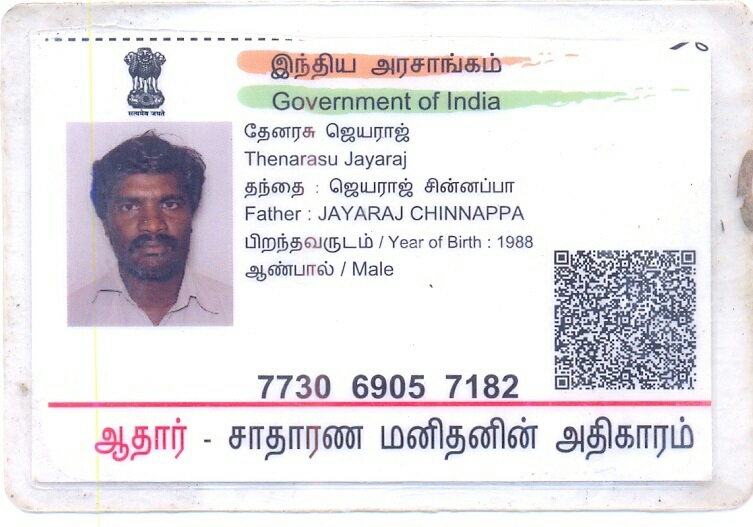 இந்திய அரசாங்கம்
Government of India
सत्यमेव जयते
தேனரசு ஜெயராஜ்
Thenarasu Jayaraj
தந்தை : ஜெயராஜ் சின்னப்பா
Father : JAYARAJ CHINNAPPA
பிறந்தவருடம் / Year of Birth : 1988
ஆண்பால் / Male
7730 6905 7182
ஆதார் - சாதாரண மனிதனின் அதிகாரம்